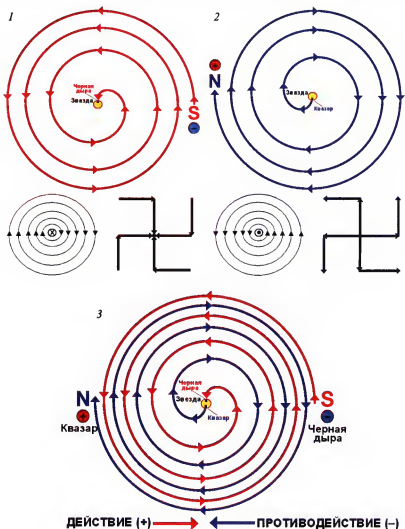 1
2
Черная
дыра
Звезда
S
−
+
N
Звезда
Квазар
3
Черная
дыра
Звезда
Квазар
N
+
Квазар
S
−
Черная
дыра
ДЕЙСТВИЕ (+)
ПРОТИВОДЕЙСТВИЕ (–)